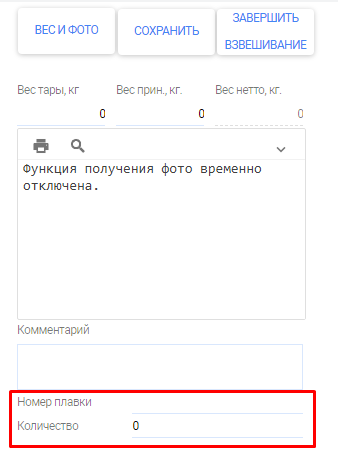 ВЕС И ФОТО
СОХРАНИТЬ
ЗАВЕРШИТЬ
ВЗВЕШИВАНИЕ
Вес тары, кг
Вес прин., кг.
Вес нетто, кг.
0
0
0
Функция получения фото временно
отключена.
Комментарий
Номер плавки
Количество
0